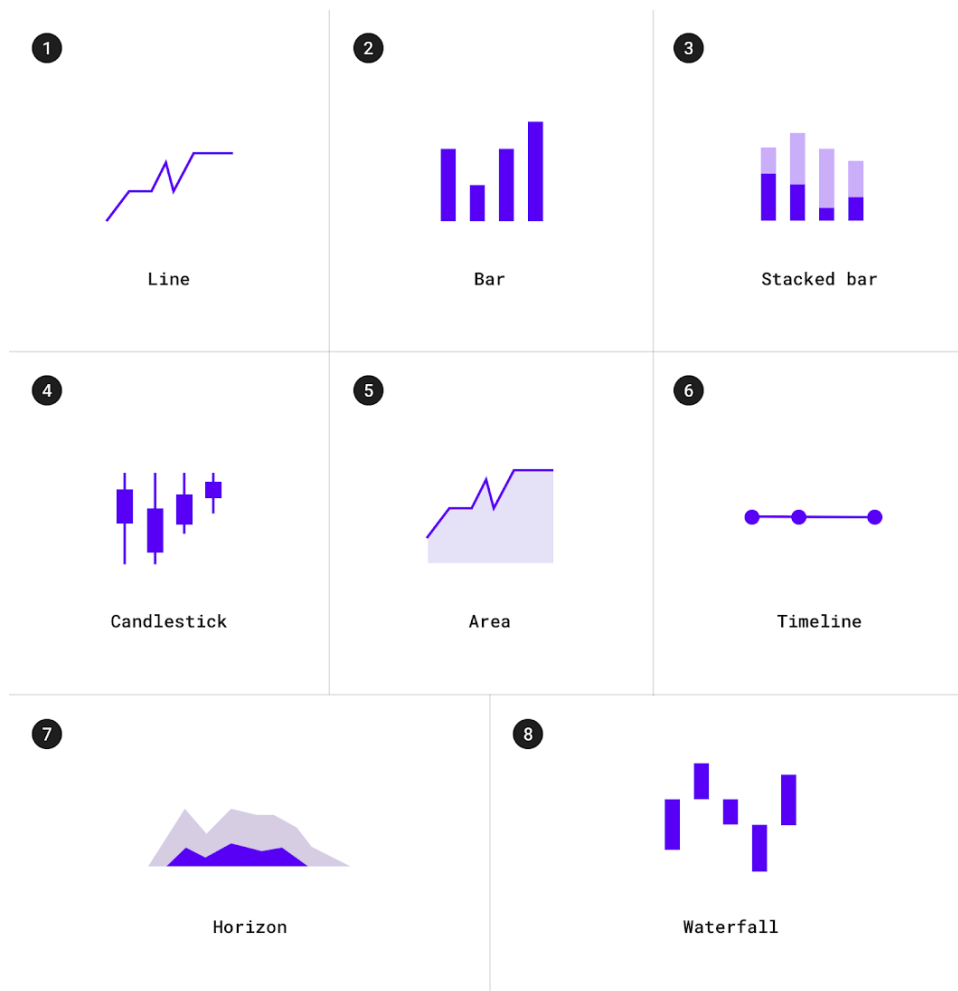 1
2
3
Line
Bar
Stacked bar
4
5
6
Candlestick
Area
Timeline
7
8
Horizon
Waterfall